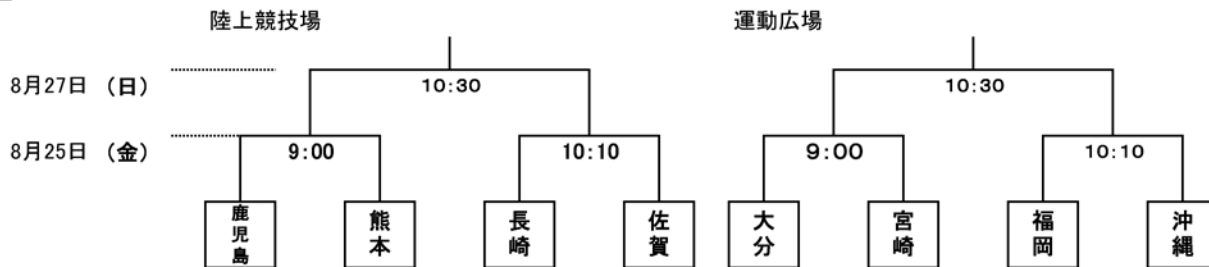 陸上競技場 運動広場
8月27日 (日) 10:30 10:30
8月25日 (金) 9:00 10:10 9:00 10:10
鹿児島 熊本 長崎 佐賀 大分 宮崎 福岡 沖縄